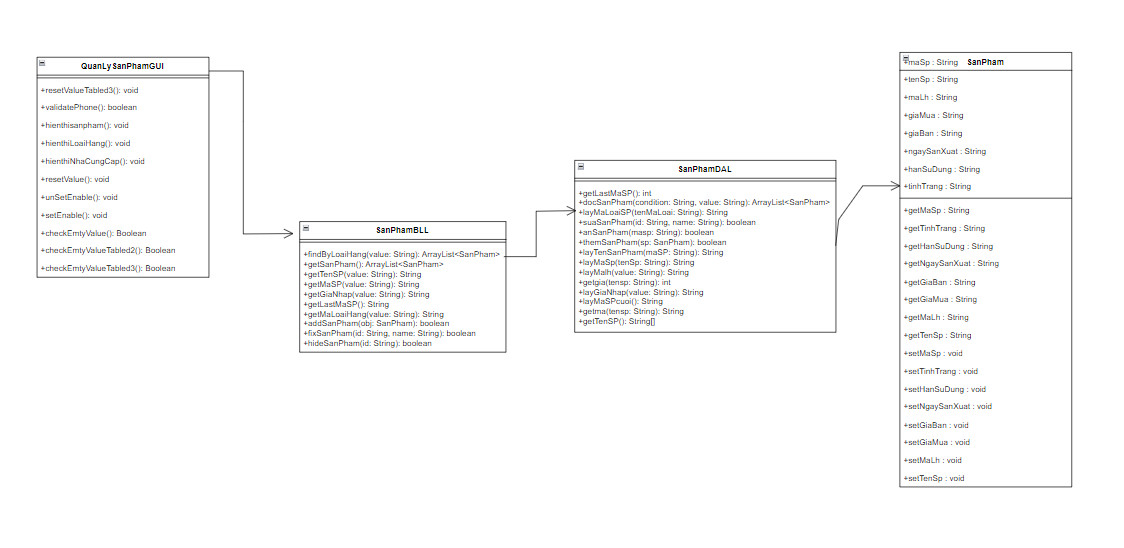 QuanLySanPhamGUI
+resetValueTabled3(): void
+validatePhone(): boolean
+hienthisanpham(): void
+hienthiLoaiHang(): void
+hienthiNhaCungCap(): void
+resetValue(): void
+unSetEnable(): void
+setEnable(): void
+checkEmtyValue(): Boolean
+checkEmtyValueTabled2(): Boolean
+checkEmtyValueTabled3(): Boolean
SanPhamBLL
+findByLoaiHang(value: String): ArrayList<SanPham>
+getSanPham(): ArrayList<SanPham>
+getTenSP(value: String): String
+getMaSP(value: String): String
+getGiaNhap(value: String): String
+getLastMaSP(): String
+getMaLoaiHang(value: String): String
+addSanPham(obj: SanPham): boolean
+fixSanPham(id: String, name: String): boolean
+hideSanPham(id: String): boolean
SanPhamDAL
+getLastMaSP(): int
+docSanPham(condition: String, value: String): ArrayList<SanPham>
+layMaLoaiSP(tenMaLoai: String): String
+suaSanPham(id: String, name: String): boolean
+anSanPham(masp: String): boolean
+themSanPham(sp: SanPham): boolean
+layTenSanPham(maSP: String): String
+layMaSp(tenSp: String): String
+layMalh(value: String): String
+getgia(tensp: String): int
+layGiaNhap(value: String): String
+layMaSPcuoi(): String
+getma(tensp: String): String
+getTenSP(): String[]
SanPham
+maSp : String
+tenSp : String
+maLh : String
+giaMua : String
+giaBan : String
+ngaySanXuat : String
+hanSuDung : String
+tinhTrang : String
+getMaSp : String
+getTinhTrang : String
+getHanSuDung : String
+getNgaySanXuat : String
+getGiaBan : String
+getGiaMua : String
+getMaLh : String
+getTenSp : String
+setMaSp : void
+setTinhTrang : void
+setHanSuDung : void
+setNgaySanXuat : void
+setGiaBan : void
+setGiaMua : void
+setMaLh : void
+setTenSp : void